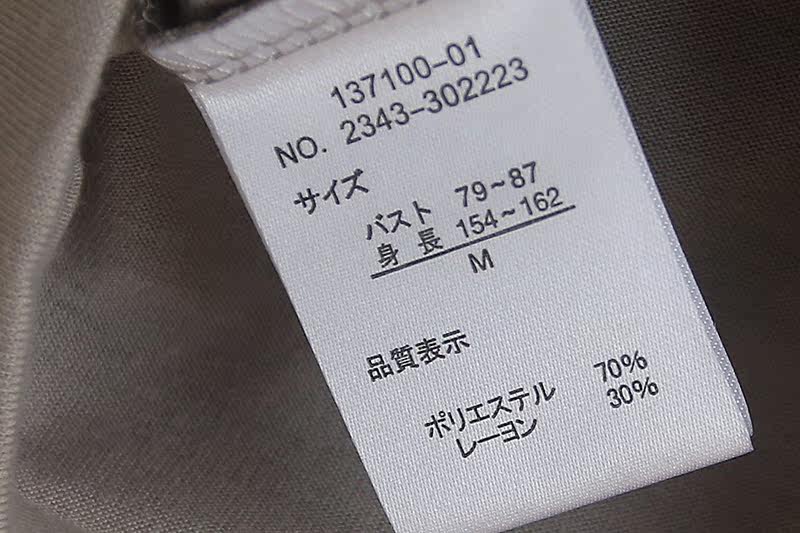 137100-01
NO. 2343-302223
サイズ
バスト 79~87
身長 154~162
M
品質表示
ポリエステル 70%
レーヨン 30%